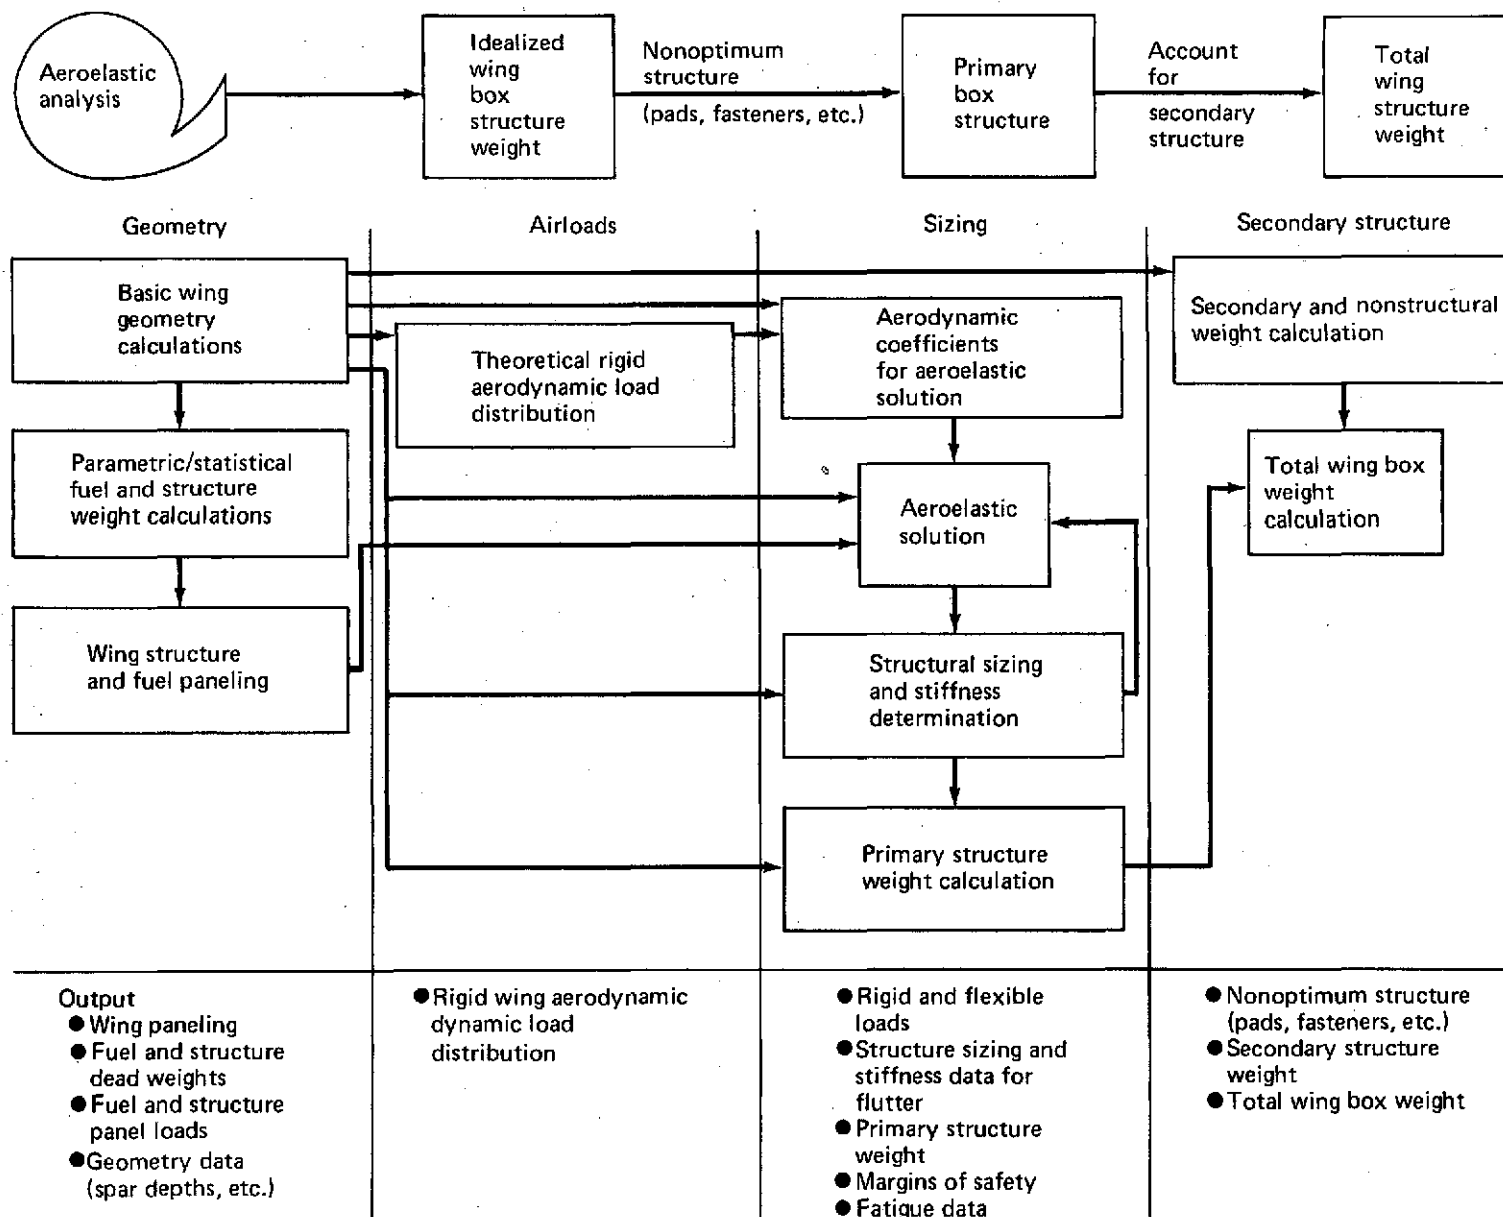 Aeroelastic
analysis
Idealized
wing
box
structure
weight
Nonoptimum
structure
(pads, fasteners, etc.)
Primary
box
structure
Account
for
secondary
structure
Total
wing
structure
weight
Geometry
Airloads
Sizing
Secondary structure
Basic wing
geometry
calculations
Theoretical rigid
aerodynamic load
distribution
Aerodynamic
coefficients
for aeroelastic
solution
Secondary and nonstructural
weight calculation
Parametric/statistical
fuel and structure
weight calculations
Aeroelastic
solution
Total wing box
weight
calculation
Wing structure
and fuel paneling
Structural sizing
and stiffness
determination
Primary structure
weight calculation
Output
● Wing paneling
● Fuel and structure
dead weights
● Fuel and structure
panel loads
● Geometry data
(spar depths, etc.)
● Rigid wing aerodynamic
dynamic load
distribution
● Rigid and flexible
loads
● Structure sizing and
stiffness data for
flutter
● Primary structure
weight
● Margins of safety
● Fatigue data
● Nonoptimum structure
(pads, fasteners, etc.)
● Secondary structure
weight
● Total wing box weight